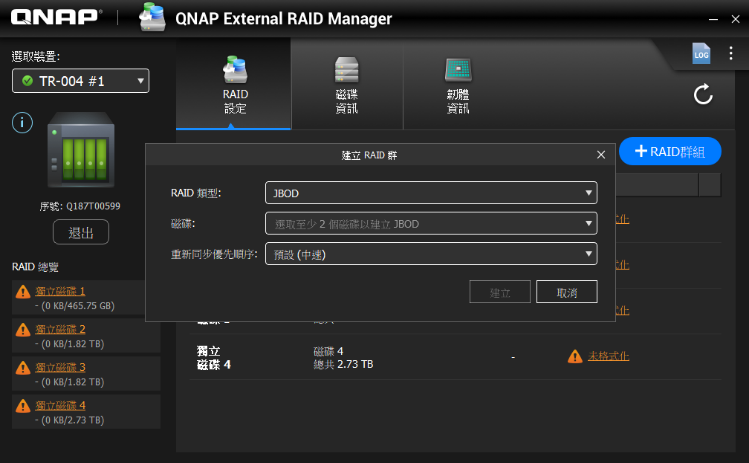 QNAP
QNAP External RAID Manager
選取裝置:
TR-004 #1
序號: Q187T00599
退出
RAID 總覽
獨立磁碟 1
- (0 KB/465.75 GB)
獨立磁碟 2
- (0 KB/1.82 TB)
獨立磁碟 3
- (0 KB/1.82 TB)
獨立磁碟 4
- (0 KB/2.73 TB)
LOG
RAID
設定
磁碟
資訊
韌體
資訊
+RAID群組
建立 RAID 群
RAID 類型:
JBOD
磁碟:
選取至少 2 個磁碟以建立 JBOD
重新同步優先順序:
預設 (中速)
建立
取消
式化
式化
式化
獨立
磁碟 4
磁碟 4
總共 2.73 TB
-
未格式化